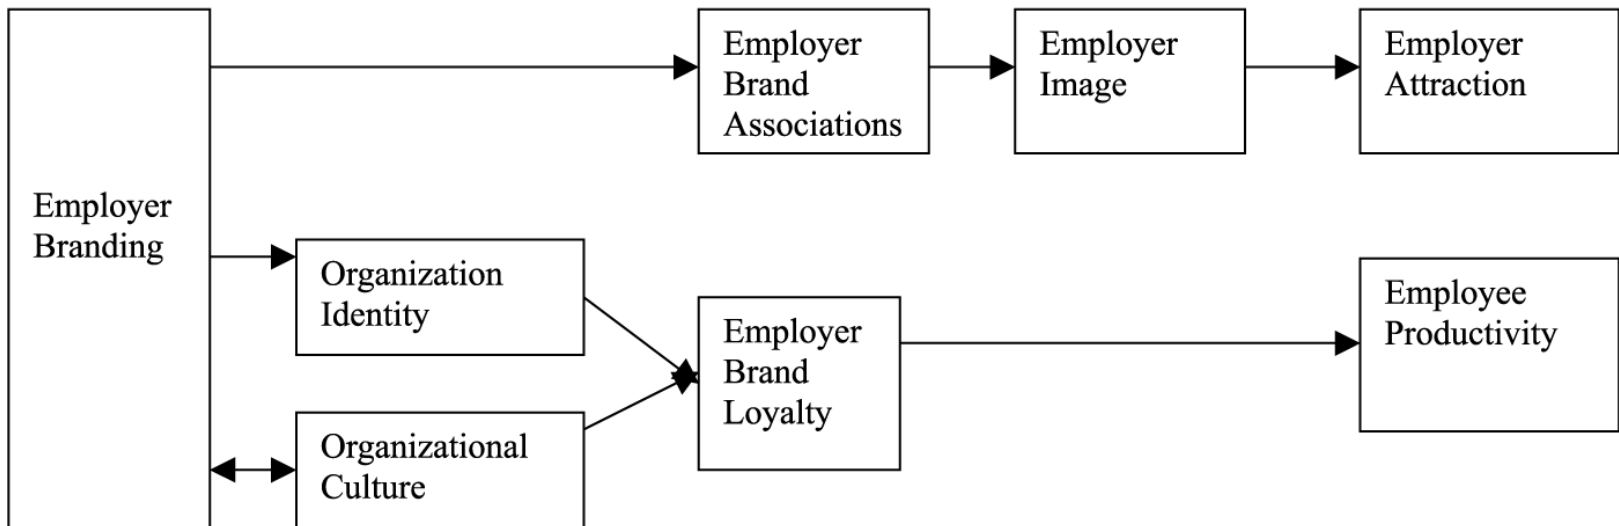 Employer
Branding
Employer
Brand
Associations
Employer
Image
Employer
Attraction
Organization
Identity
Organizational
Culture
Employer
Brand
Loyalty
Employee
Productivity